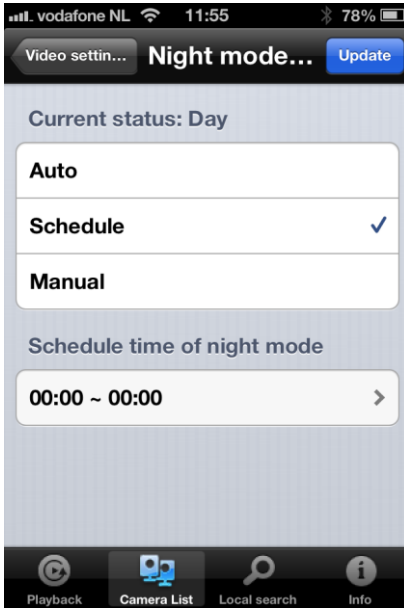 vodafone NL 11:55 78%
Video settin... Night mode... Update
Current status: Day
Auto
Schedule
Manual
Schedule time of night mode
00:00 ~ 00:00
Playback Camera List Local search Info